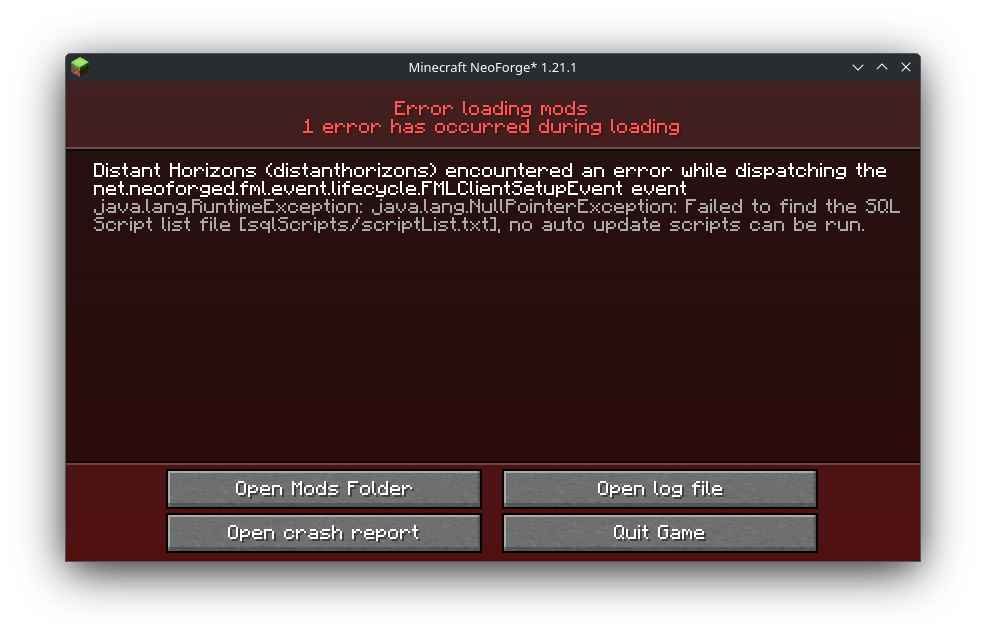 Minecraft NeoForge* 1.21.1
Error loading mods
1 error has occurred during loading
Distant Horizons (distanthorizons) encountered an error while dispatching the
net.neoforged.fml.event.lifecycle.FMLClientSetupEvent event
java.lang.RuntimeException: java.lang.NullPointerException: Failed to find the SQL
Script list file [sqlScripts/scriptList.txt], no auto update scripts can be run.
Open Mods Folder
Open log file
Open crash report
Quit Game